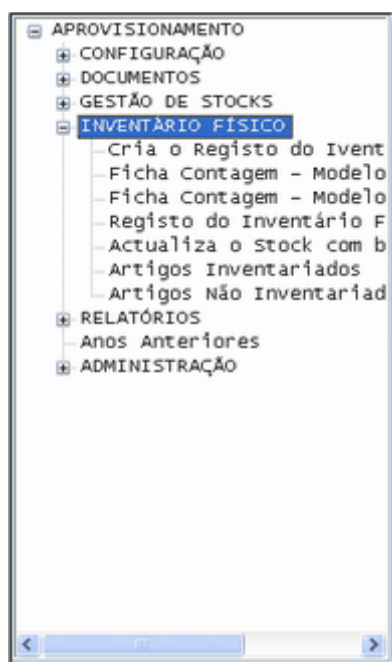 APROVISIONAMENTO
CONFIGURAÇÃO
DOCUMENTOS
GESTÃO DE STOCKS
INVENTÁRIO FÍSICO
Cria o Registo do Ivent
Ficha Contagem - Modelo
Ficha Contagem - Modelo
Registo do Inventário F
Actualiza o Stock com b
Artigos Inventariados
Artigos Não Inventariad
RELATÓRIOS
Anos Anteriores
ADMINISTRAÇÃO